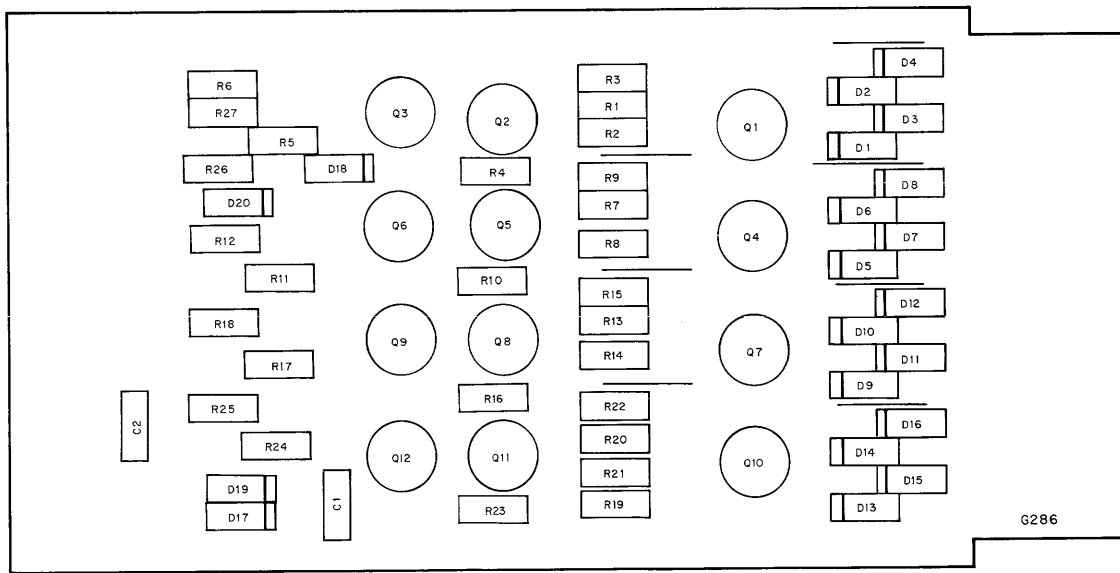 D4
R6
R3
D2
R27
Q3
Q2
R1
Q1
D3
R5
R2
D1
R26
D18
R4
R9
D8
D20
R7
D6
Q6
Q5
Q4
D7
R12
R8
D5
R11
R10
R15
D12
R18
R13
D10
Q9
Q8
Q7
D11
R17
R14
D9
R25
R16
R22
D16
C2
R24
R20
D14
Q12
Q11
Q10
R21
D15
D19
R19
D13
D17
C1
R23
G286